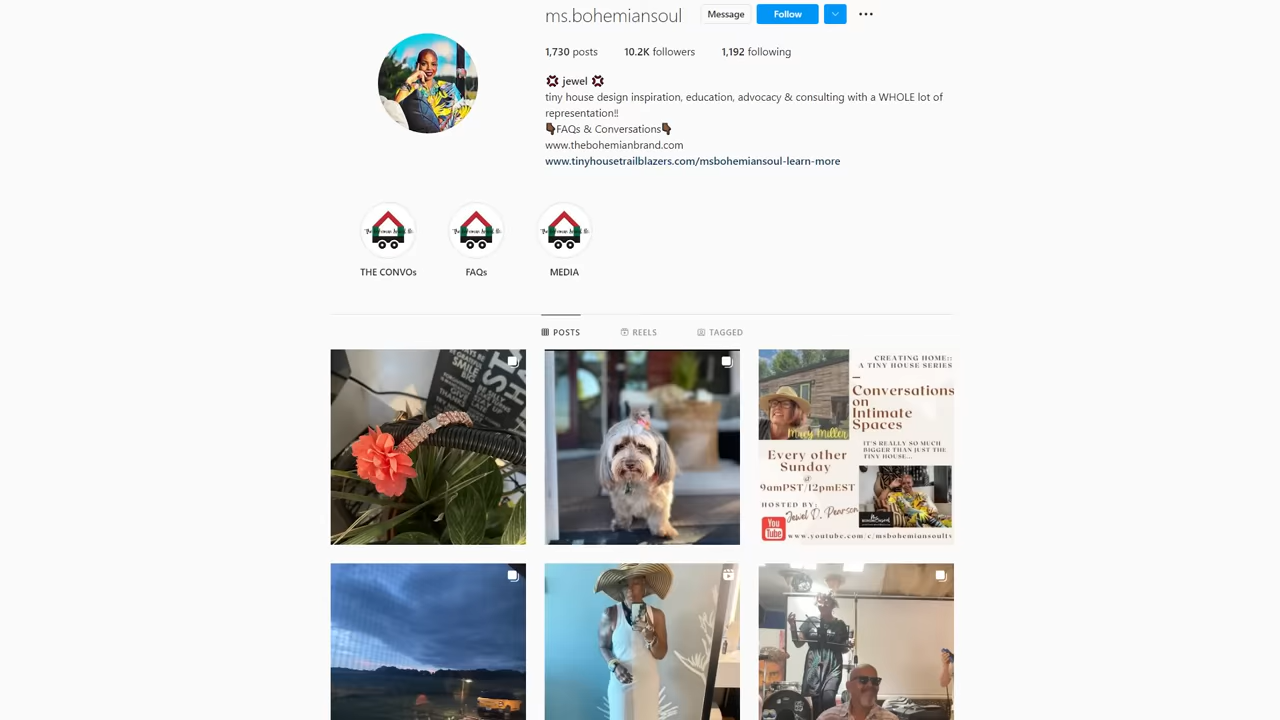 ms.bohemiansoul
Message
Follow
1,730 posts
10.2K followers
1,192 following
jewel
tiny house design inspiration, education, advocacy & consulting with a WHOLE lot of
representation!!
👇🏿FAQs & Conversations👇🏿
www.thebohemianbrand.com
www.tinyhousetrailblazers.com/msbohemiansoul-learn-more
THE CONVOs
FAQs
MEDIA
POSTS
REELS
TAGGED
CREATING HOME::
A TINY HOUSE SERIES
Conversations
on
Intimate
Spaces
Macy Miller
IT'S REALLY SO MUCH
BIGGER THAN JUST THE
TINY HOUSE...
Every other
Sunday
@
9amPST/12pmEST
HOSTED BY:
Jewel D. Pearson
You
Tube
www.youtube.com/c/msbohemiansoultv